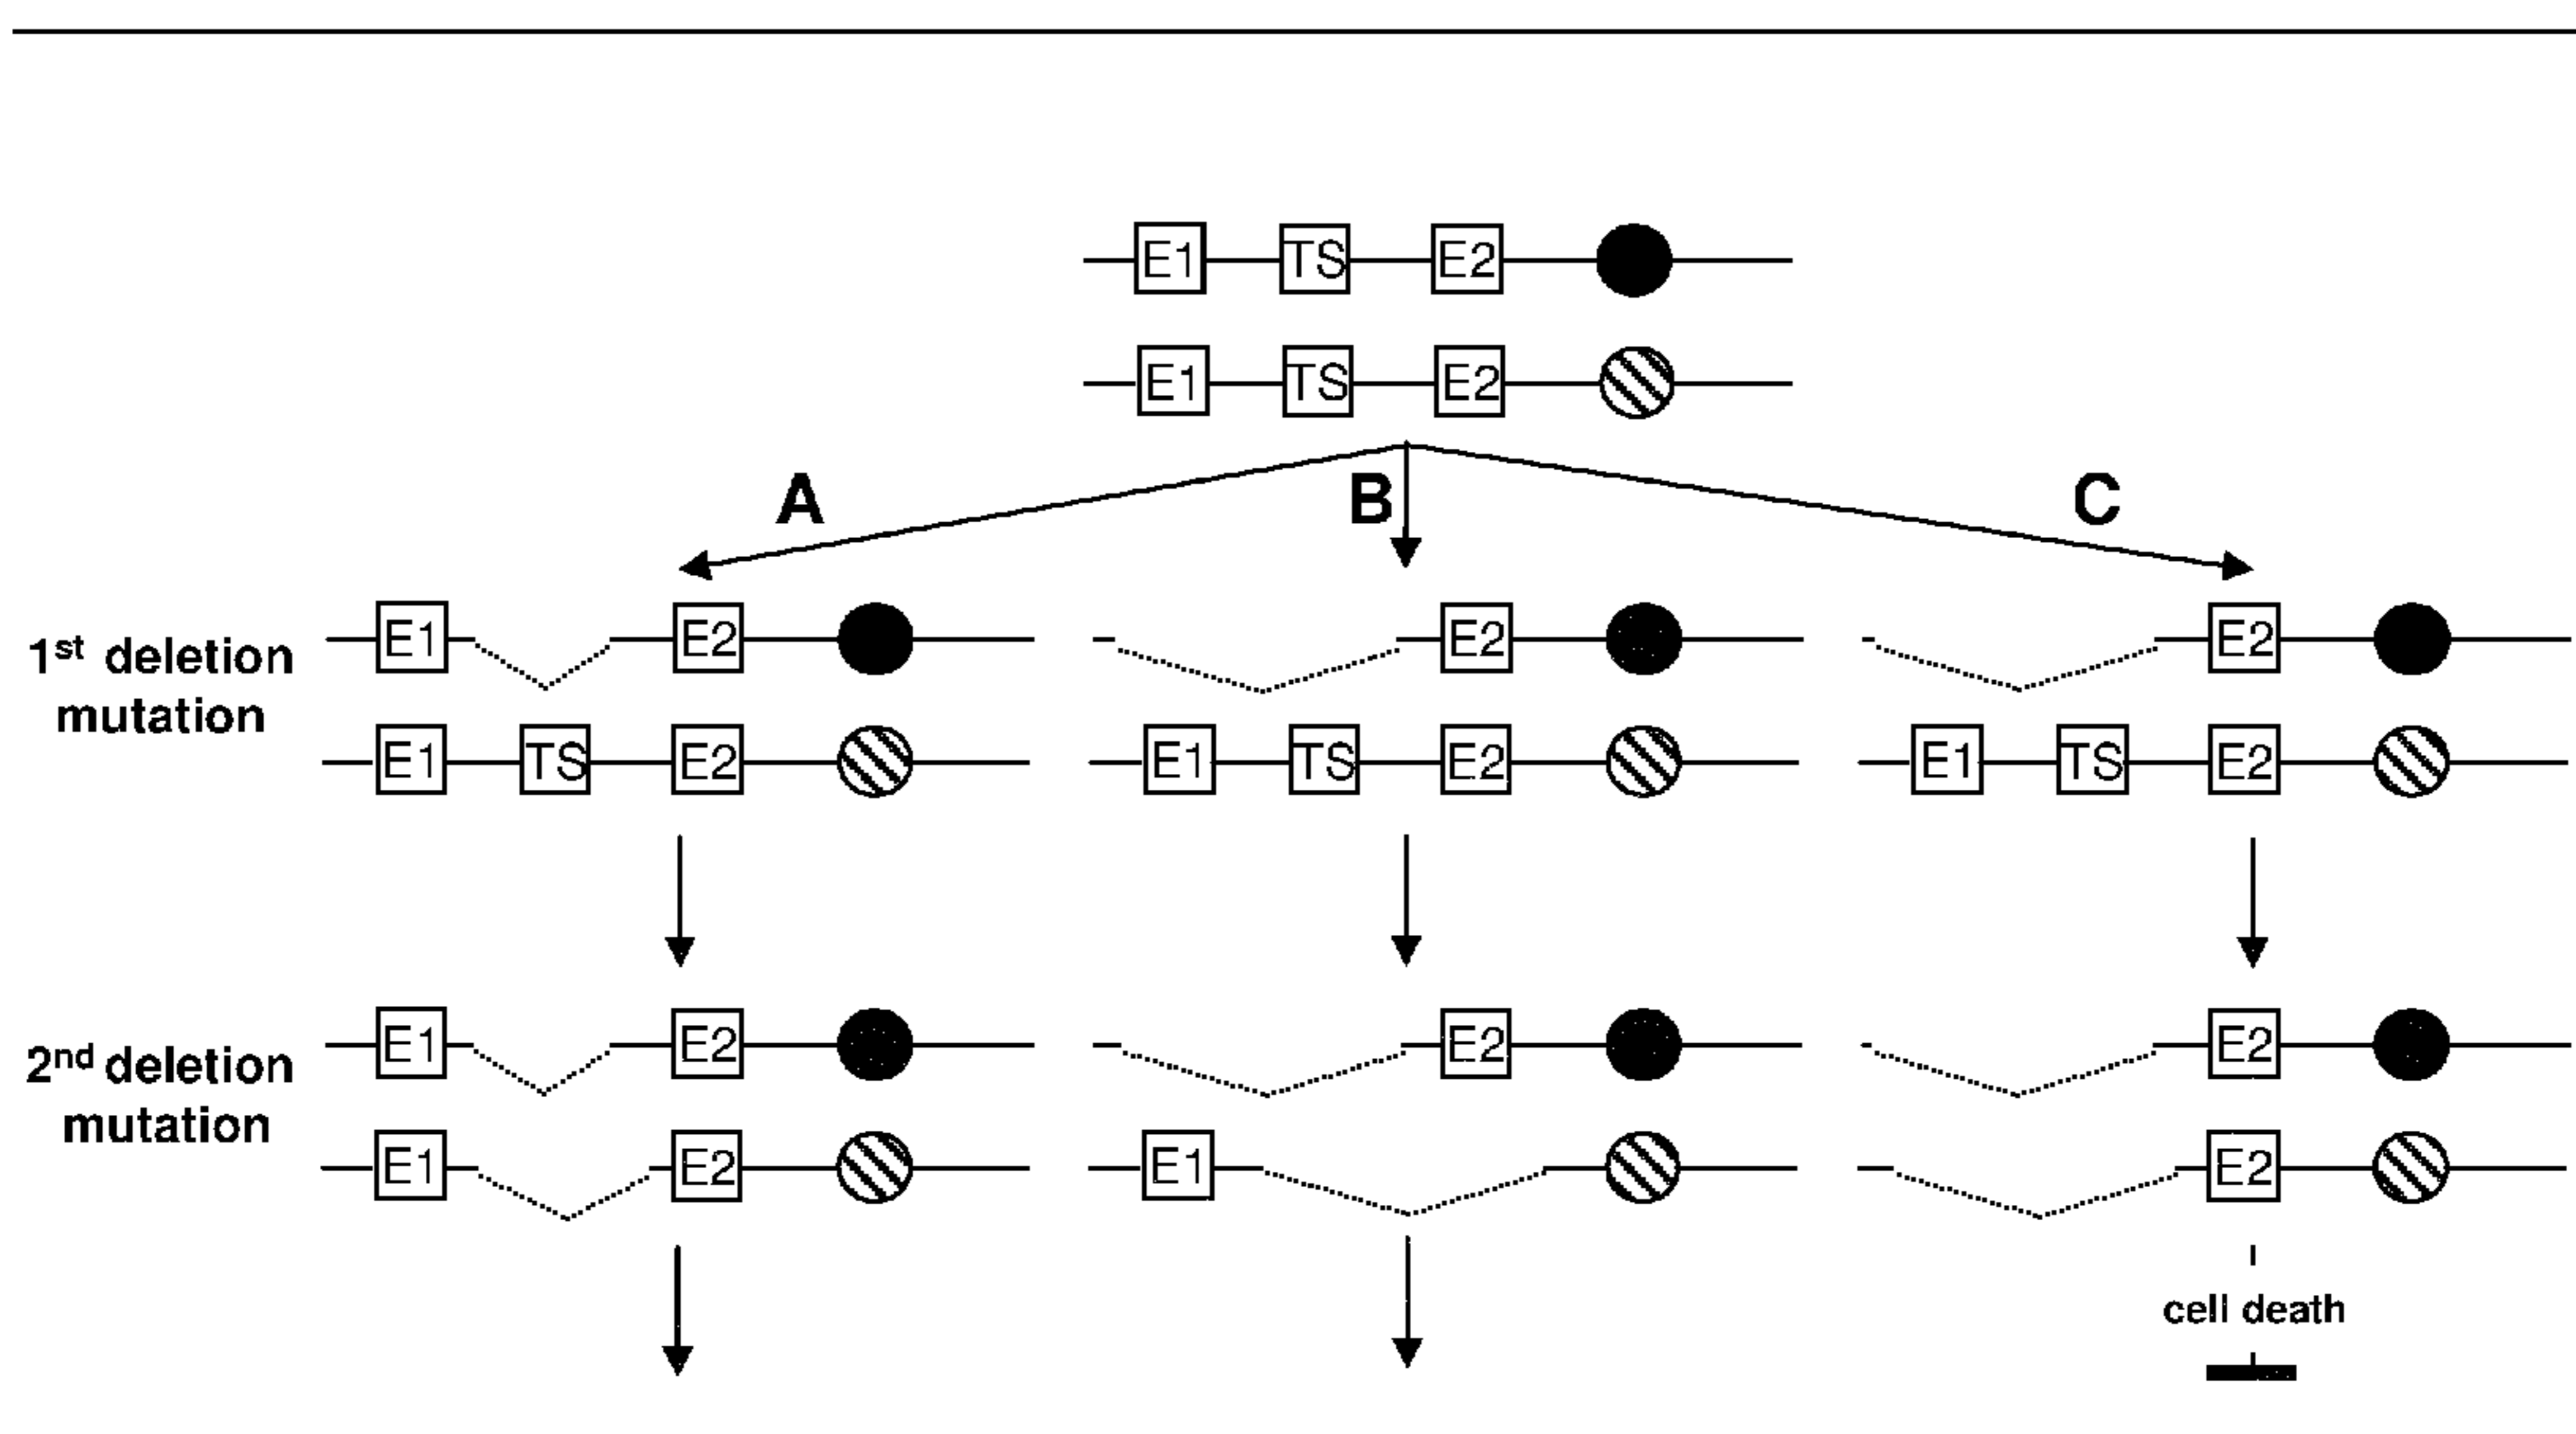 E1 TS E2
E1 TS E2
A B C
E1 E2 E2 E2
1st deletion
mutation
E1 TS E2 E1 TS E2 E1 TS E2
E1 E2 E2 E2
2nd deletion
mutation
E1 E2 E1 E2
cell death